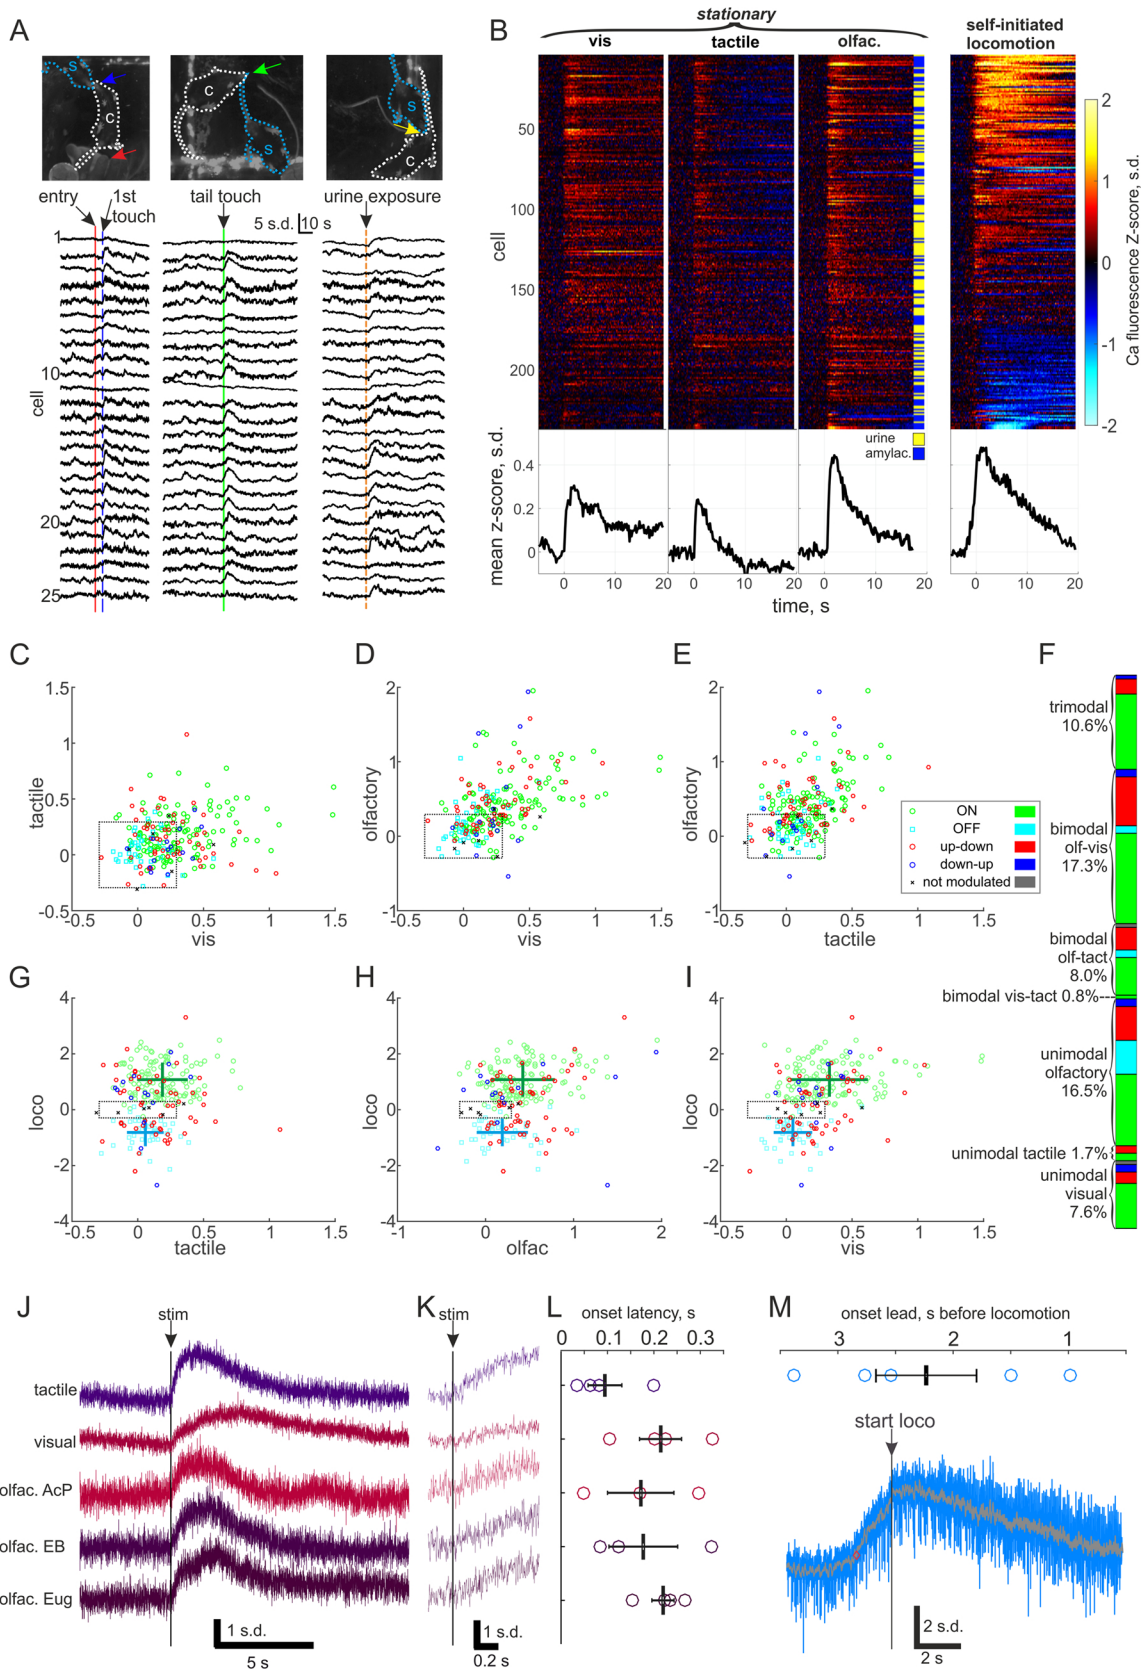 A
s
c
c
s
s
c
entry
1st
touch
tail touch
urine exposure
5 s.d.
10 s
1
10
20
25
cell
B
stationary
vis
tactile
olfac.
self-initiated
locomotion
50
100
150
200
cell
2
1
0
-1
-2
Ca fluorescence Z-score, s.d.
urine
amylac.
mean z-score, s.d.
0.4
0.2
0
0
10
20
0
10
20
0
10
20
0
10
20
time, s
C
1.5
1
0.5
0
-0.5
tactile
-0.5
0
0.5
1
1.5
vis
D
2
1
0
-1
olfactory
-0.5
0
0.5
1
1.5
vis
E
2
1
0
-1
olfactory
-0.5
0
0.5
1
1.5
tactile
ON
OFF
up-down
down-up
not modulated
F
trimodal
10.6%
bimodal
olf-vis
17.3%
bimodal
olf-tact
8.0%
bimodal vis-tact 0.8%
unimodal
olfactory
16.5%
unimodal tactile 1.7%
unimodal
visual
7.6%
G
4
2
0
-2
-4
loco
-0.5
0
0.5
1
1.5
tactile
H
4
2
0
-2
-4
loco
0
1
2
olfac
I
4
2
0
-2
-4
loco
-0.5
0
0.5
1
1.5
vis
J
stim
tactile
visual
olfac. AcP
olfac. EB
olfac. Eug
1 s.d.
5 s
K
stim
1 s.d.
0.2 s
L
onset latency, s
0
0.1
0.2
0.3
M
onset lead, s before locomotion
3
2
1
start loco
2 s.d.
2 s